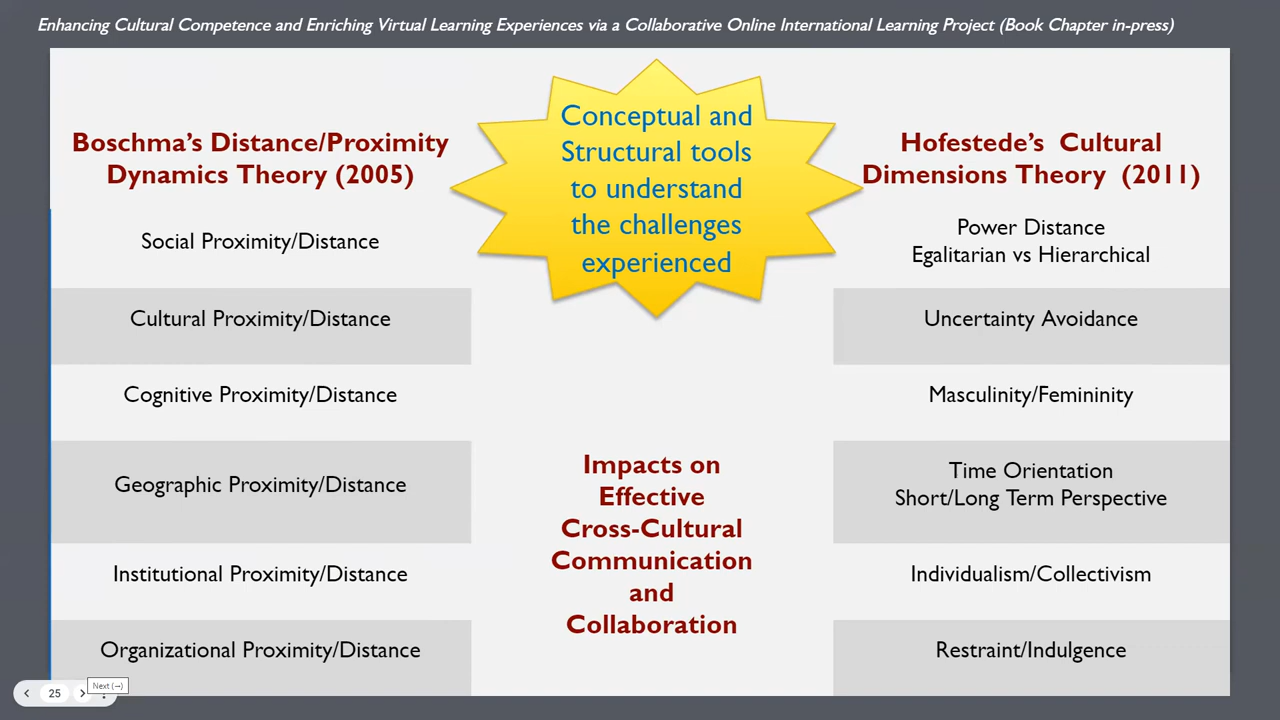 Enhancing Cultural Competence and Enriching Virtual Learning Experiences via a Collaborative Online International Learning Project (Book Chapter in-press)
Boschma’s Distance/Proximity
Dynamics Theory (2005)
Social Proximity/Distance
Cultural Proximity/Distance
Cognitive Proximity/Distance
Geographic Proximity/Distance
Institutional Proximity/Distance
Organizational Proximity/Distance
Conceptual and
Structural tools
to understand
the challenges
experienced
Impacts on
Effective
Cross-Cultural
Communication
and
Collaboration
Hofestede’s Cultural
Dimensions Theory (2011)
Power Distance
Egalitarian vs Hierarchical
Uncertainty Avoidance
Masculinity/Femininity
Time Orientation
Short/Long Term Perspective
Individualism/Collectivism
Restraint/Indulgence
25
Next (→)